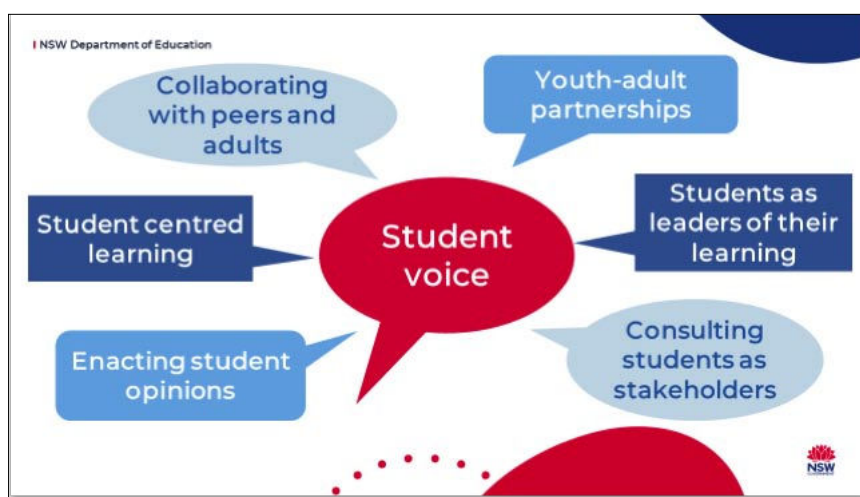 NSW Department of Education
Collaborating
with peers and
adults
Youth-adult
partnerships
Student centred
learning
Student
voice
Students as
leaders of their
learning
Enacting student
opinions
Consulting
students as
stakeholders
NSW